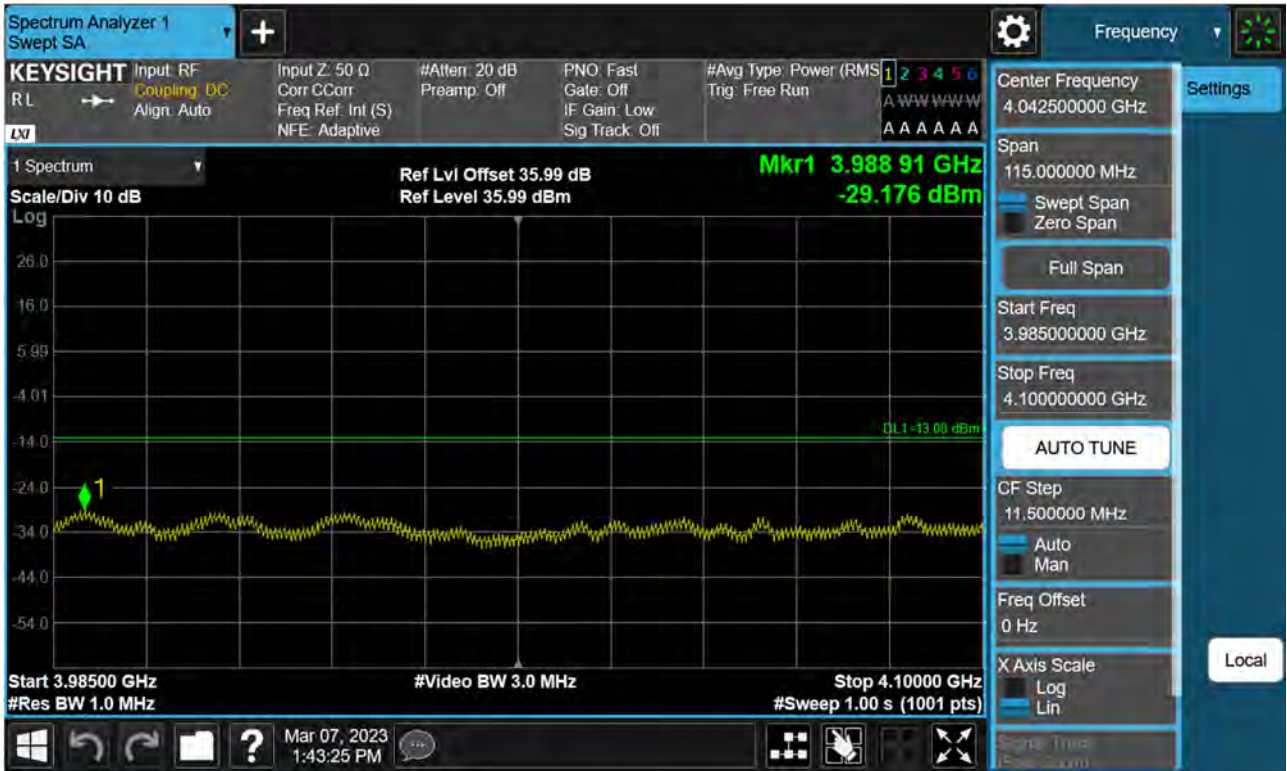 Spectrum Analyzer 1
Swept SA
Frequency
KEYSIGHT
RL
LXI
Input: RF
Coupling: DC
Align: Auto
Input Z: 50 Ω
Corr CCorr
Freq Ref: Int (S)
NFE: Adaptive
#Atten: 20 dB
Preamp: Off
PNO: Fast
Gate: Off
IF Gain: Low
Sig Track: Off
#Avg Type: Power (RMS
Trig: Free Run
1 2 3 4 5 6
A W W W W W
A A A A A A
1 Spectrum
Scale/Div 10 dB
Ref Lvl Offset 35.99 dB
Ref Level 35.99 dBm
Mkr1 3.988 91 GHz
-29.176 dBm
Log
26.0
16.0
5.99
-4.01
DL1 -13.00 dBm
-14.0
-24.0
1
-34.0
-44.0
-54.0
Start 3.98500 GHz
#Video BW 3.0 MHz
Stop 4.10000 GHz
#Res BW 1.0 MHz
#Sweep 1.00 s (1001 pts)
Mar 07, 2023
1:43:25 PM
?
Center Frequency
4.042500000 GHz
Settings
Span
115.000000 MHz
Swept Span
Zero Span
Full Span
Start Freq
3.985000000 GHz
Stop Freq
4.100000000 GHz
AUTO TUNE
CF Step
11.500000 MHz
Auto
Man
Freq Offset
0 Hz
X Axis Scale
Log
Lin
Local